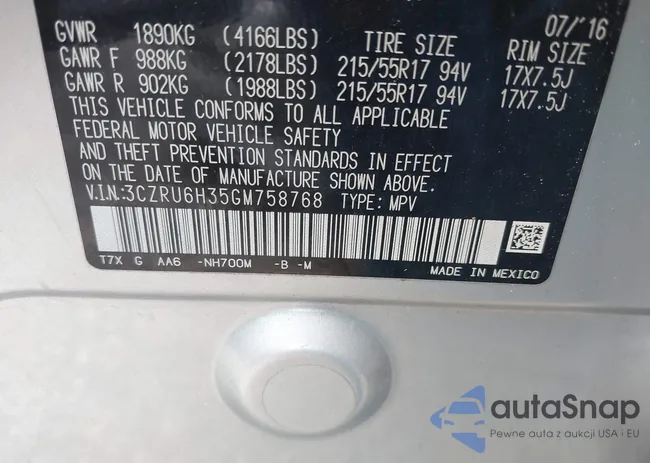 07/'16
GVWR 1890KG (4166LBS) TIRE SIZE RIM SIZE
GAWR F 988KG (2178LBS) 215/55R17 94V 17X7.5J
GAWR R 902KG (1988LBS) 215/55R17 94V 17X7.5J
THIS VEHICLE CONFORMS TO ALL APPLICABLE
FEDERAL MOTOR VEHICLE SAFETY
AND THEFT PREVENTION STANDARDS IN EFFECT
ON THE DATE OF MANUFACTURE SHOWN ABOVE.
V.I.N:3CZRU6H35GM758768 TYPE: MPV
T7X G AA6 -NH700M -B -M
MADE IN MEXICO
autaSnap
Pewne auta z aukcji USA i EU